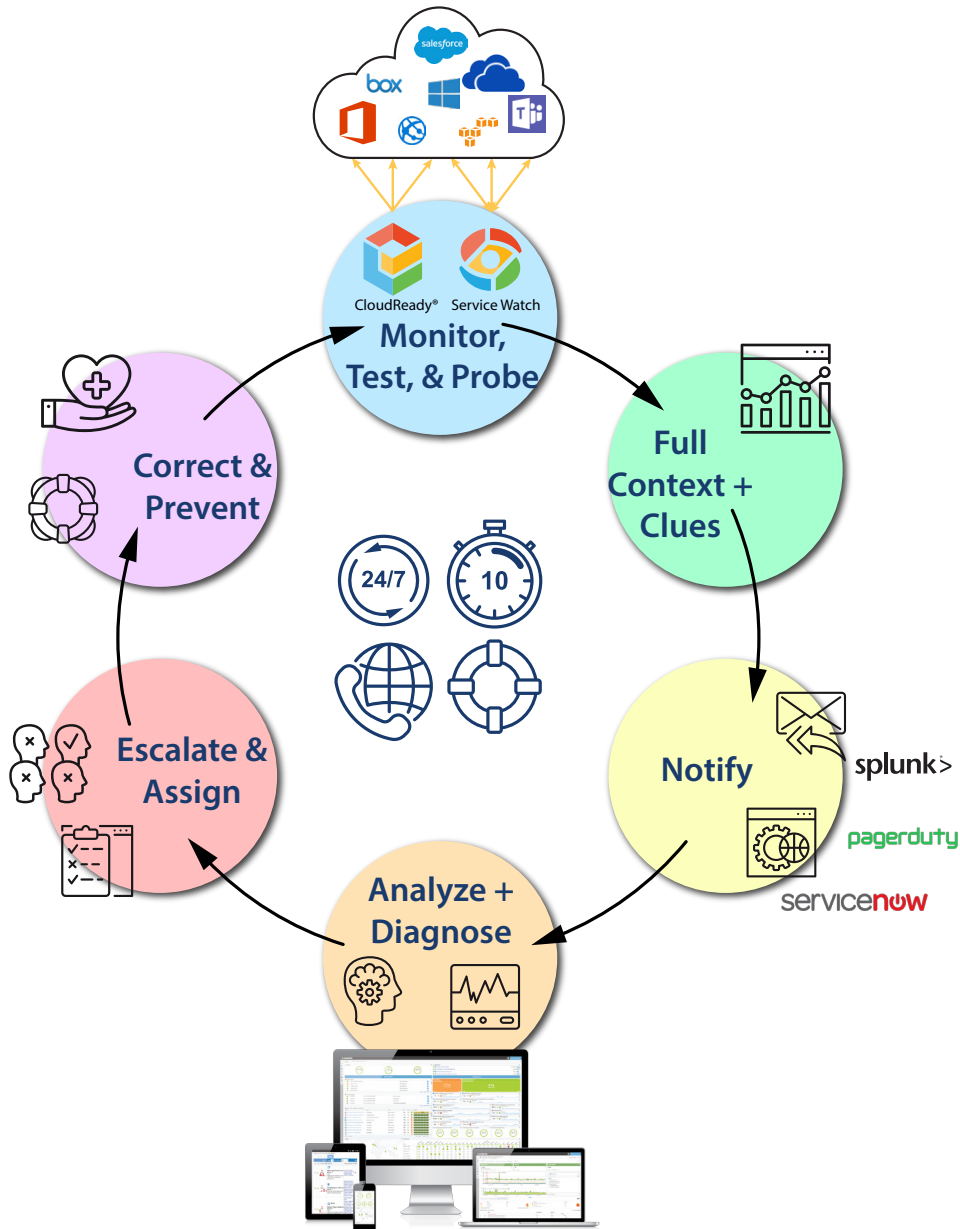 salesforce
box
T
CloudReady® Service Watch
Monitor,
Test, & Probe
Full
Context +
Clues
Correct &
Prevent
24/7
10
Notify
splunk>
pagerduty
servicenow
Escalate &
Assign
Analyze +
Diagnose